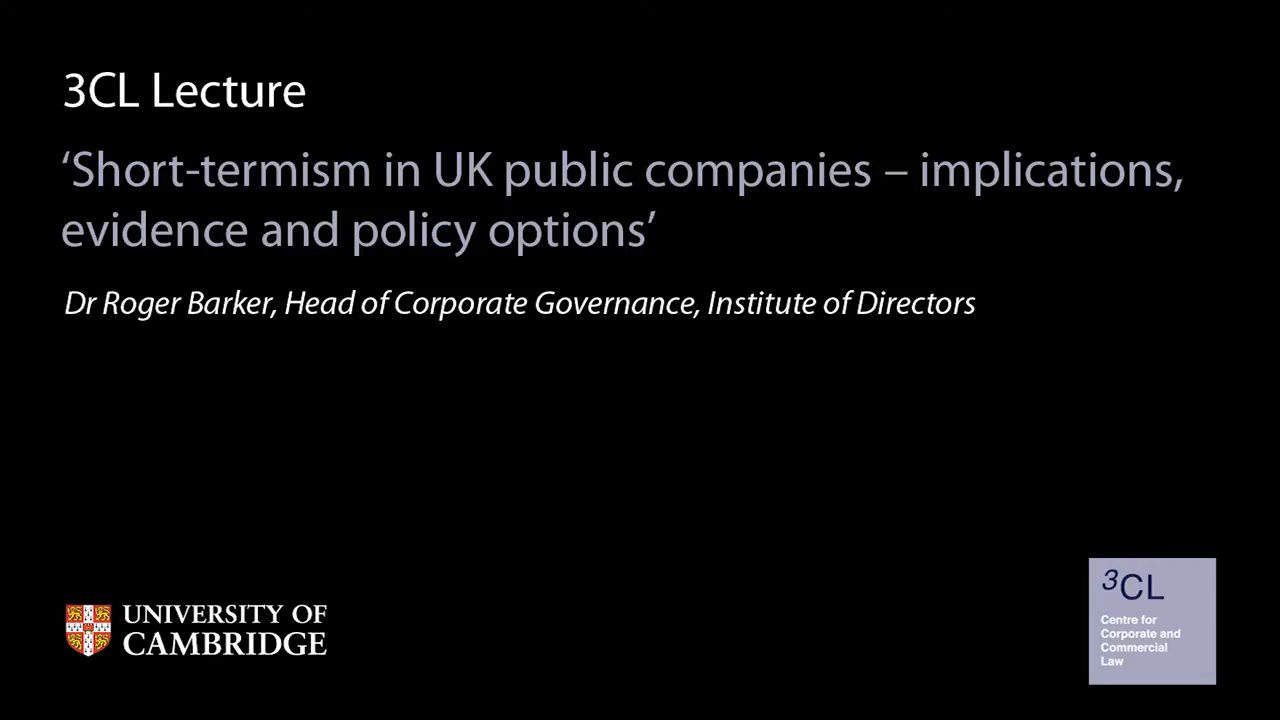 3CL Lecture
‘Short-termism in UK public companies – implications,
evidence and policy options’
Dr Roger Barker, Head of Corporate Governance, Institute of Directors
UNIVERSITY OF
CAMBRIDGE
3CL
Centre for
Corporate and
Commercial
Law